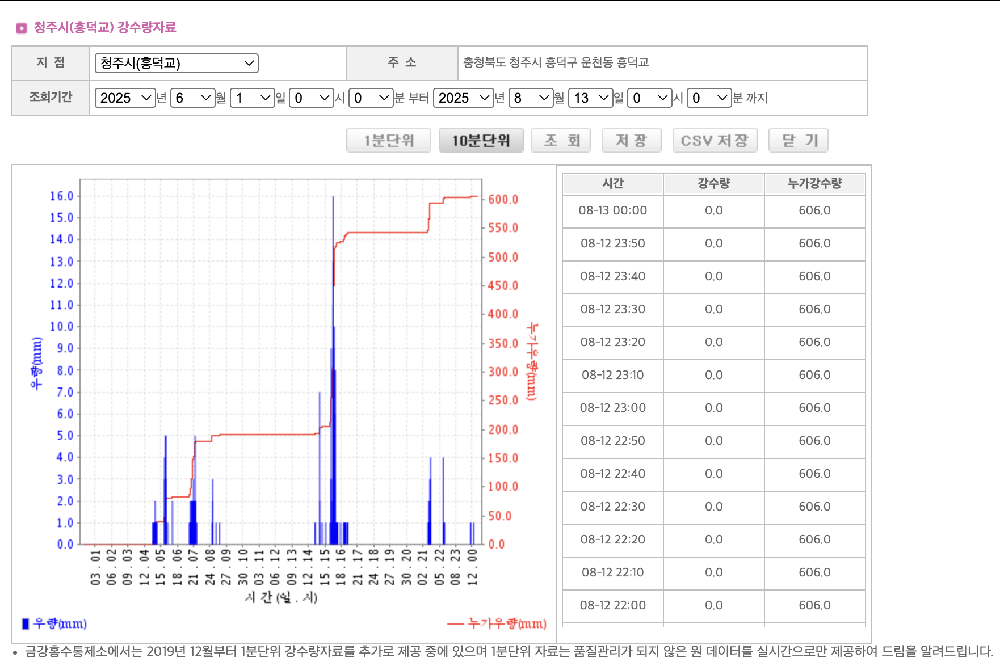 청주시(흥덕교) 강수량자료
지 점 청주시(흥덕교) 주 소 충청북도 청주시 흥덕구 운천동 흥덕교
조회기간 2025 년 6 월 1 일 0 시 0 분 부터 2025 년 8 월 13 일 0 시 0 분 까지
1분단위 10분단위 조 회 저 장 CSV 저장 닫 기
우량(mm)
16.0
15.0
14.0
13.0
12.0
11.0
10.0
9.0
8.0
7.0
6.0
5.0
4.0
3.0
2.0
1.0
0.0
600.0
550.0
500.0
450.0
400.0
350.0
300.0
250.0
200.0
150.0
100.0
50.0
0.0
누가우량(mm)
03 . 01
06 . 02
09 . 03
12 . 04
15 . 05
18 . 06
21 . 07
24 . 08
27 . 09
30 . 10
03 . 11
06 . 12
09 . 13
12 . 14
15 . 15
18 . 16
21 . 17
24 . 18
27 . 19
30 . 20
02 . 21
05 . 22
08 . 23
12 . 00
시 간 (일 . 시)
우량(mm) 누가우량(mm)
시간 강수량 누가강수량
08-13 00:00 0.0 606.0
08-12 23:50 0.0 606.0
08-12 23:40 0.0 606.0
08-12 23:30 0.0 606.0
08-12 23:20 0.0 606.0
08-12 23:10 0.0 606.0
08-12 23:00 0.0 606.0
08-12 22:50 0.0 606.0
08-12 22:40 0.0 606.0
08-12 22:30 0.0 606.0
08-12 22:20 0.0 606.0
08-12 22:10 0.0 606.0
08-12 22:00 0.0 606.0
• 금강홍수통제소에서는 2019년 12월부터 1분단위 강수량자료를 추가로 제공 중에 있으며 1분단위 자료는 품질관리가 되지 않은 원 데이터를 실시간으로만 제공하여 드림을 알려드립니다.